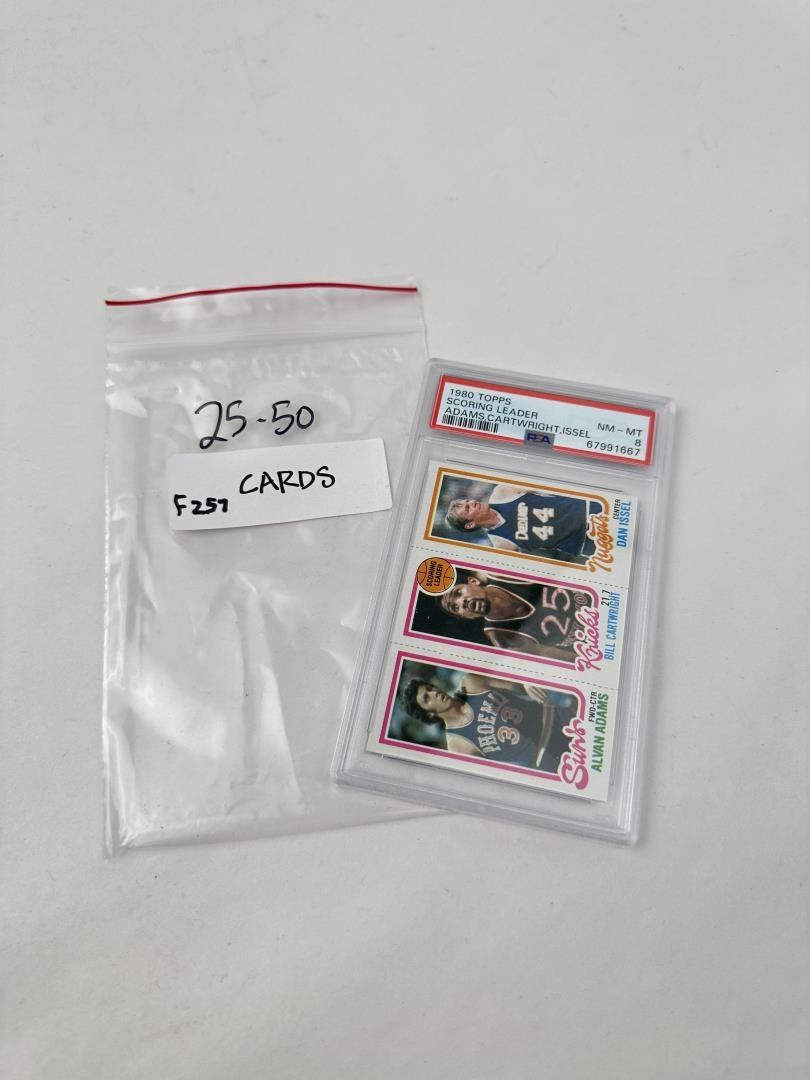 25-50
CARDS
F257
1980 TOPPS
SCORING LEADER
ADAMS,CARTWRIGHT,ISSEL
NM - MT
8
67991667
PSA
Denver
44
Nuggets
CENTER
DAN ISSEL
SCORING
LEADER
25
Knicks
21.7
BILL CARTWRIGHT
PHOENIX
33
Suns
FWD-CTR
ALVAN ADAMS